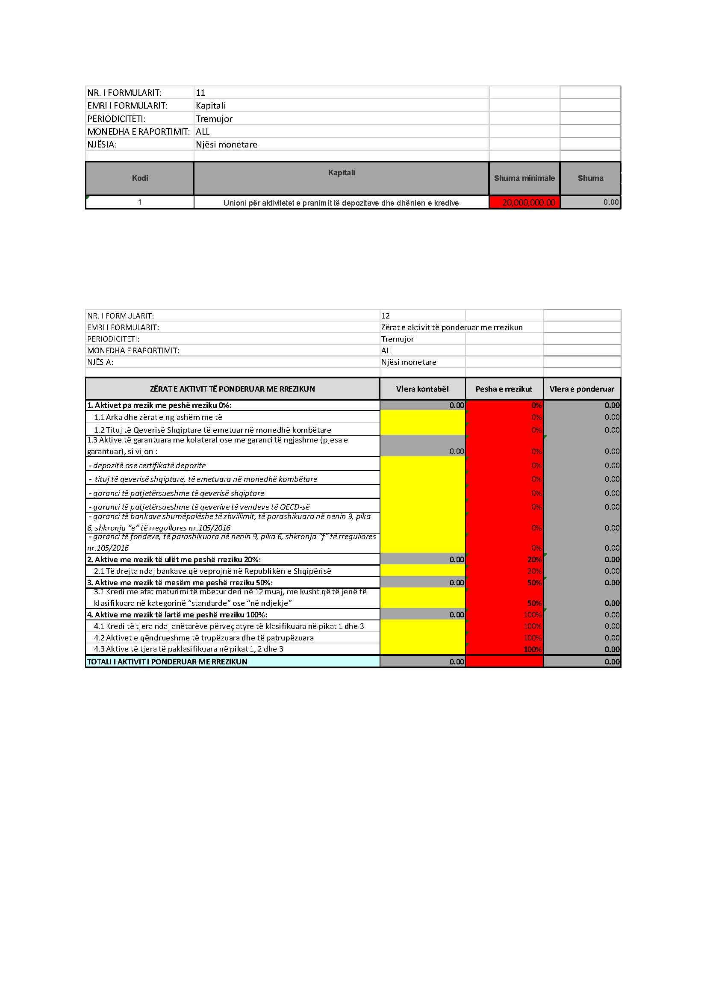 NR. I FORMULARIT: 11
EMRI I FORMULARIT: Kapitali
PERIODICITETI: Tremujor
MONEDHA E RAPORTIMIT: ALL
NJËSIA: Njësi monetare
Kodi Kapitali Shuma minimale Shuma
1 Unioni për aktivitetet e pranimit të depozitave dhe dhënien e kredive 20,000,000.00 0.00
NR. I FORMULARIT: 12
EMRI I FORMULARIT: Zërat e aktivit të ponderuar me rrezikun
PERIODICITETI: Tremujor
MONEDHA E RAPORTIMIT: ALL
NJËSIA: Njësi monetare
ZËRAT E AKTIVIT TË PONDERUAR ME RREZIKUN Vlera kontabël Pesha e rrezikut Vlera e ponderuar
1. Aktivet pa rrezik me peshë rreziku 0%: 0.00 0% 0.00
1.1 Arka dhe zërat e ngjashëm me të 0% 0.00
1.2 Tituj të Qeverisë Shqiptare të emetuar në monedhë kombëtare 0% 0.00
1.3 Aktive të garantuara me kolateral ose me garanci të ngjashme (pjesa e
garantuar), si vijon : 0.00 0% 0.00
- depozitë ose certifikatë depozite 0% 0.00
- tituj të qeverisë shqiptare, të emetuara në monedhë kombëtare 0% 0.00
- garanci të patjetërsueshme të qeverisë shqiptare 0% 0.00
- garanci të patjetërsueshme të qeverive të vendeve të OECD-së 0% 0.00
- garanci të bankave shumëpalëshe të zhvillimit, të parashikuara në nenin 9, pika
6, shkronja “e” të rregullores nr.105/2016 0% 0.00
- garanci të fondeve, të parashikuara në nenin 9, pika 6, shkronja “f” të rregullores
nr.105/2016 0% 0.00
2. Aktive me rrezik të ulët me peshë rreziku 20%: 0.00 20% 0.00
2.1 Të drejta ndaj bankave që veprojnë në Republikën e Shqipërisë 20% 0.00
3. Aktive me rrezik të mesëm me peshë rreziku 50%: 0.00 50% 0.00
3.1 Kredi me afat maturimi të mbetur deri në 12 muaj, me kusht që të jenë të
klasifikuara në kategorinë “standarde” ose “në ndjekje” 50% 0.00
4. Aktive me rrezik të lartë me peshë rreziku 100%: 0.00 100% 0.00
4.1 Kredi të tjera ndaj anëtarëve përveç atyre të klasifikuara në pikat 1 dhe 3 100% 0.00
4.2 Aktivet e qëndrueshme të trupëzuara dhe të patrupëzuara 100% 0.00
4.3 Aktive të tjera të paklasifikuara në pikat 1, 2 dhe 3 100% 0.00
TOTALI I AKTIVIT I PONDERUAR ME RREZIKUN 0.00 0.00